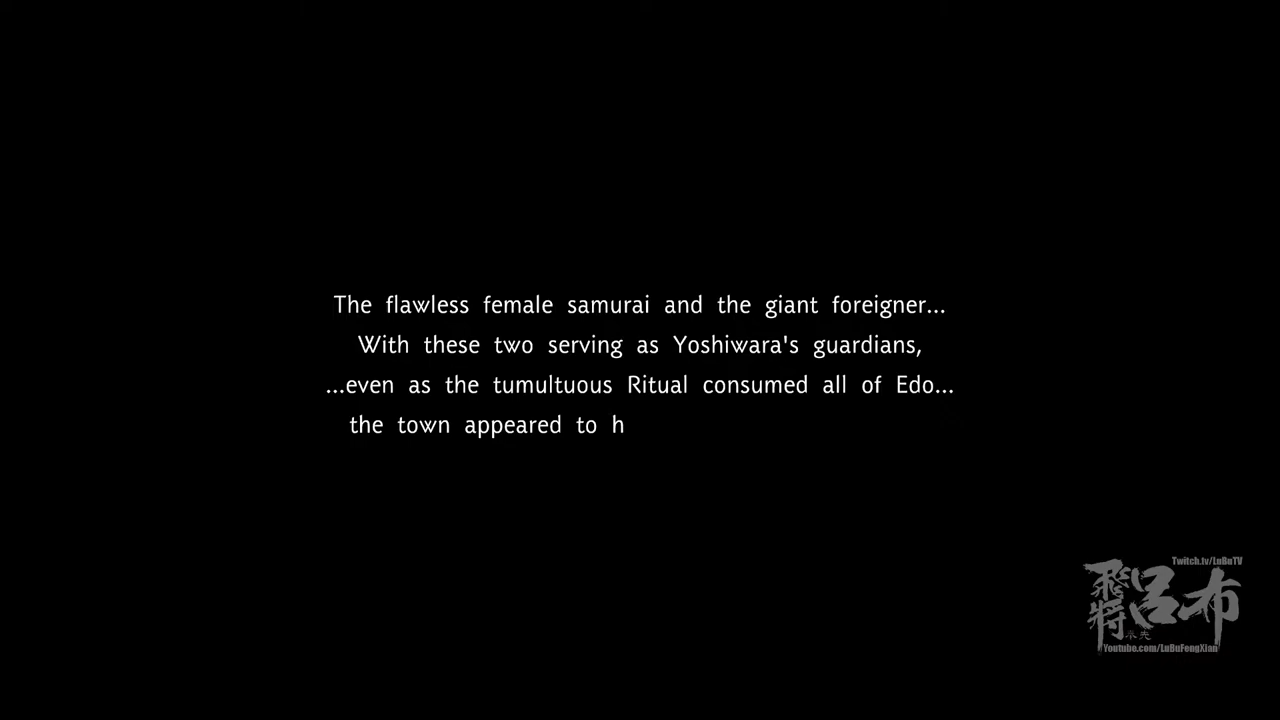 The flawless female samurai and the giant foreigner...
With these two serving as Yoshiwara's guardians,
...even as the tumultuous Ritual consumed all of Edo...
the town appeared to h
Twitch.tv/LuBuTV
飛將
呂布
奉先
Youtube.com/LuBuFengXian